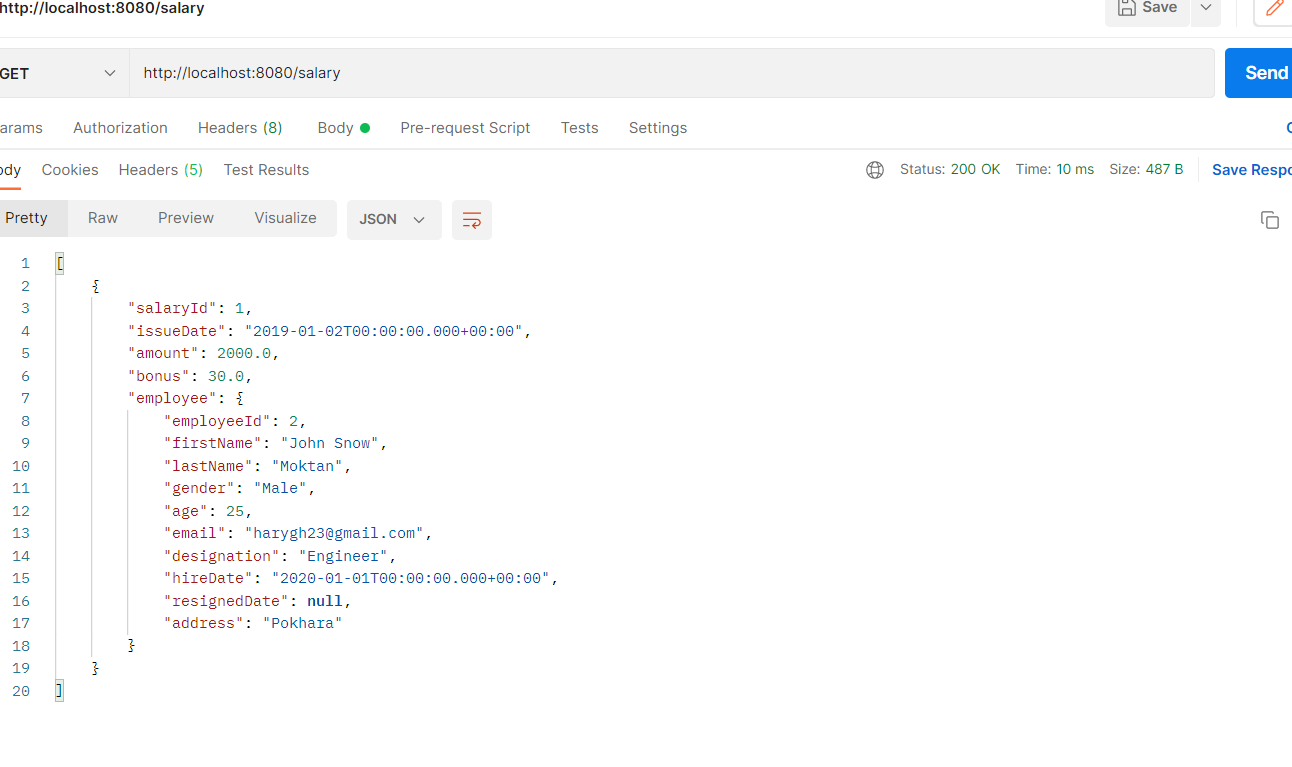 http://localhost:8080/salary
Save
GET
http://localhost:8080/salary
Send
arams Authorization Headers (8) Body Pre-request Script Tests Settings C
ody Cookies Headers (5) Test Results Status: 200 OK Time: 10 ms Size: 487 B Save Respo
Pretty Raw Preview Visualize JSON
1 [
2 {
3 "salaryId": 1,
4 "issueDate": "2019-01-02T00:00:00.000+00:00",
5 "amount": 2000.0,
6 "bonus": 30.0,
7 "employee": {
8 "employeeId": 2,
9 "firstName": "John Snow",
10 "lastName": "Moktan",
11 "gender": "Male",
12 "age": 25,
13 "email": "harygh23@gmail.com",
14 "designation": "Engineer",
15 "hireDate": "2020-01-01T00:00:00.000+00:00",
16 "resignedDate": null,
17 "address": "Pokhara"
18 }
19 }
20 ]